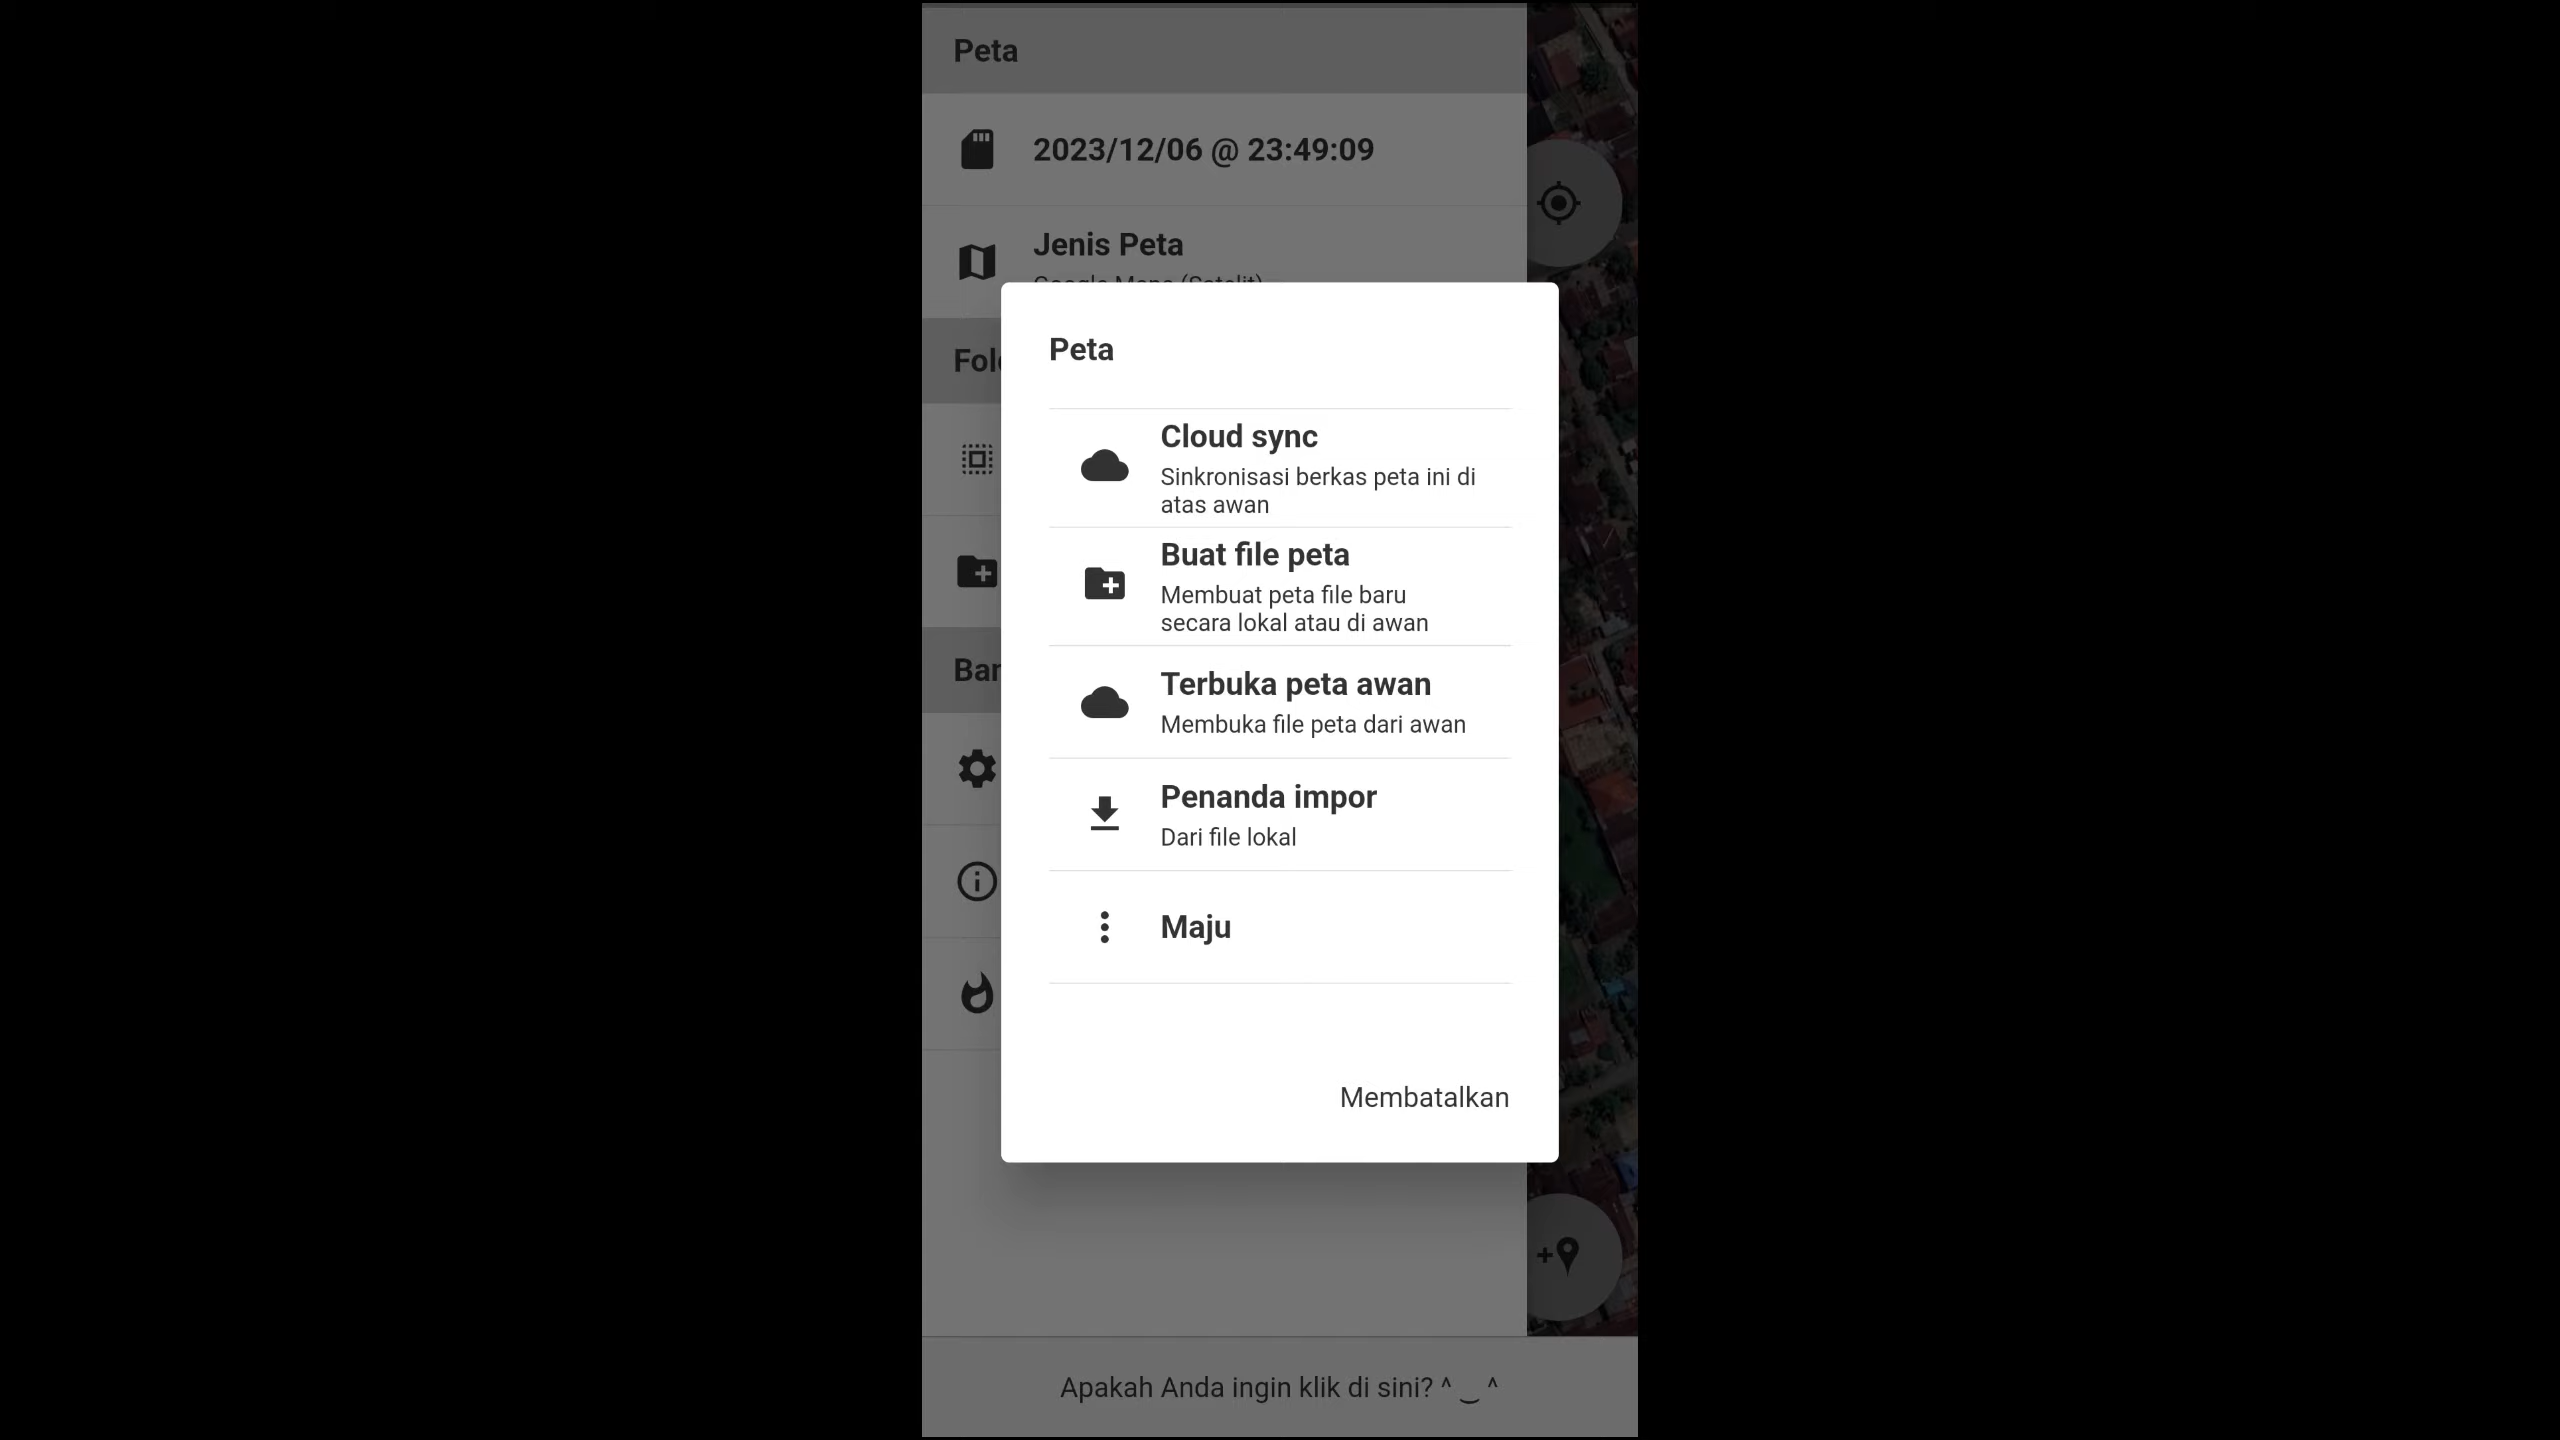 Peta
2023/12/06 @ 23:49:09
Jenis Peta
Google Maps (Satelit)
Peta
Cloud sync
Sinkronisasi berkas peta ini di
atas awan
Buat file peta
Membuat peta file baru
secara lokal atau di awan
Terbuka peta awan
Membuka file peta dari awan
Penanda impor
Dari file lokal
Maju
Membatalkan
Apakah Anda ingin klik di sini? ^ ‿ ^